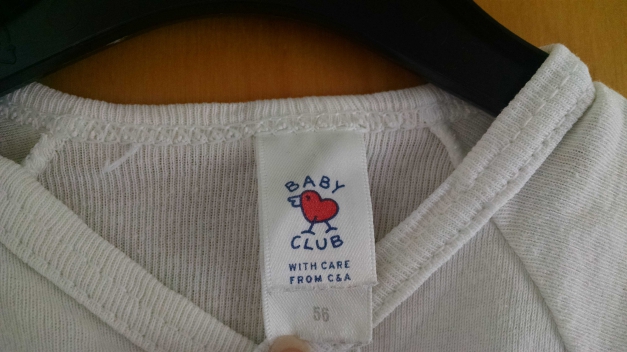 BABY
CLUB
WITH CARE
FROM C&A
56